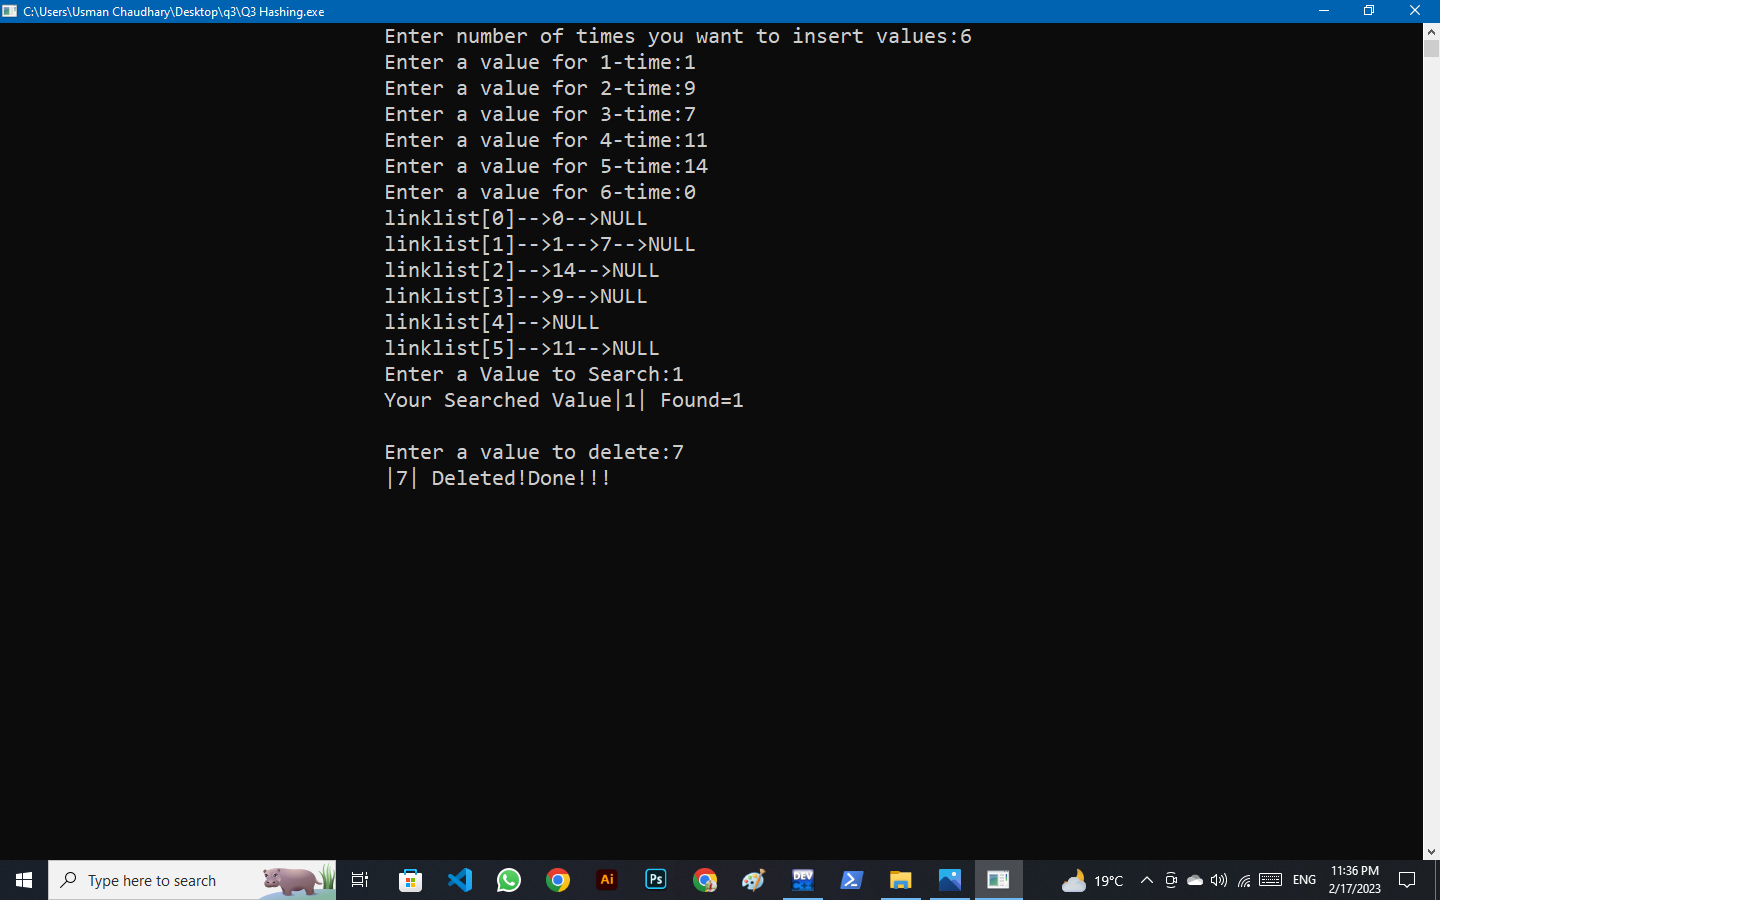 C:\Users\Usman Chaudhary\Desktop\q3\Q3 Hashing.exe
Enter number of times you want to insert values:6
Enter a value for 1-time:1
Enter a value for 2-time:9
Enter a value for 3-time:7
Enter a value for 4-time:11
Enter a value for 5-time:14
Enter a value for 6-time:0
linklist[0]-->0-->NULL
linklist[1]-->1-->7-->NULL
linklist[2]-->14-->NULL
linklist[3]-->9-->NULL
linklist[4]-->NULL
linklist[5]-->11-->NULL
Enter a Value to Search:1
Your Searched Value|1| Found=1
Enter a value to delete:7
|7| Deleted!Done!!!
Type here to search
Ai
Ps
DEV
19°C
ENG
11:36 PM
2/17/2023